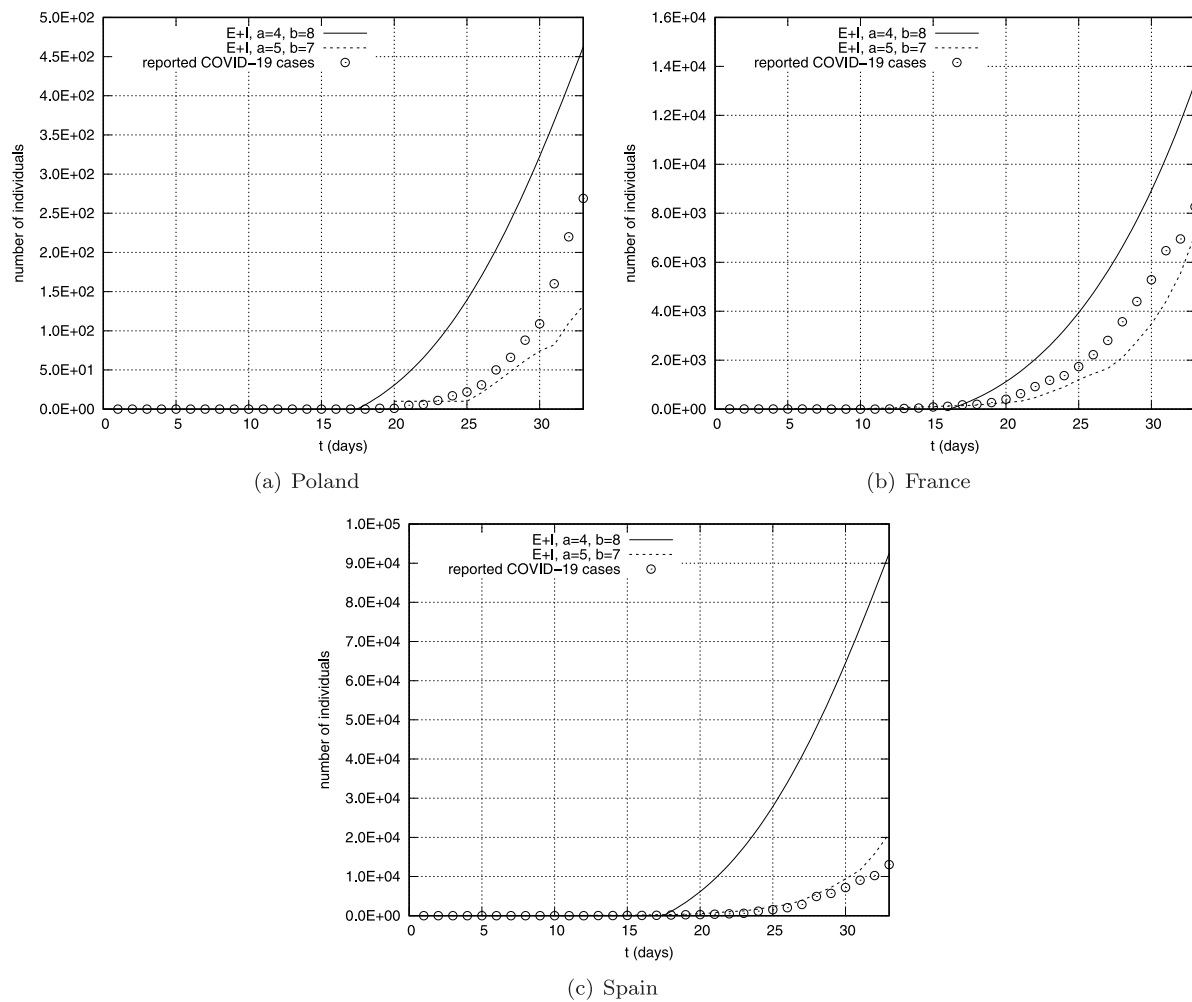 5.0E+02
4.5E+02
4.0E+02
3.5E+02
3.0E+02
2.5E+02
2.0E+02
1.5E+02
1.0E+02
5.0E+01
0.0E+00
number of individuals
E+I, a=4, b=8
E+I, a=5, b=7
reported COVID−19 cases
0 5 10 15 20 25 30
t (days)
(a) Poland
1.6E+04
1.4E+04
1.2E+04
1.0E+04
8.0E+03
6.0E+03
4.0E+03
2.0E+03
0.0E+00
number of individuals
E+I, a=4, b=8
E+I, a=5, b=7
reported COVID−19 cases
0 5 10 15 20 25 30
t (days)
(b) France
1.0E+05
9.0E+04
8.0E+04
7.0E+04
6.0E+04
5.0E+04
4.0E+04
3.0E+04
2.0E+04
1.0E+04
0.0E+00
number of individuals
E+I, a=4, b=8
E+I, a=5, b=7
reported COVID−19 cases
0 5 10 15 20 25 30
t (days)
(c) Spain